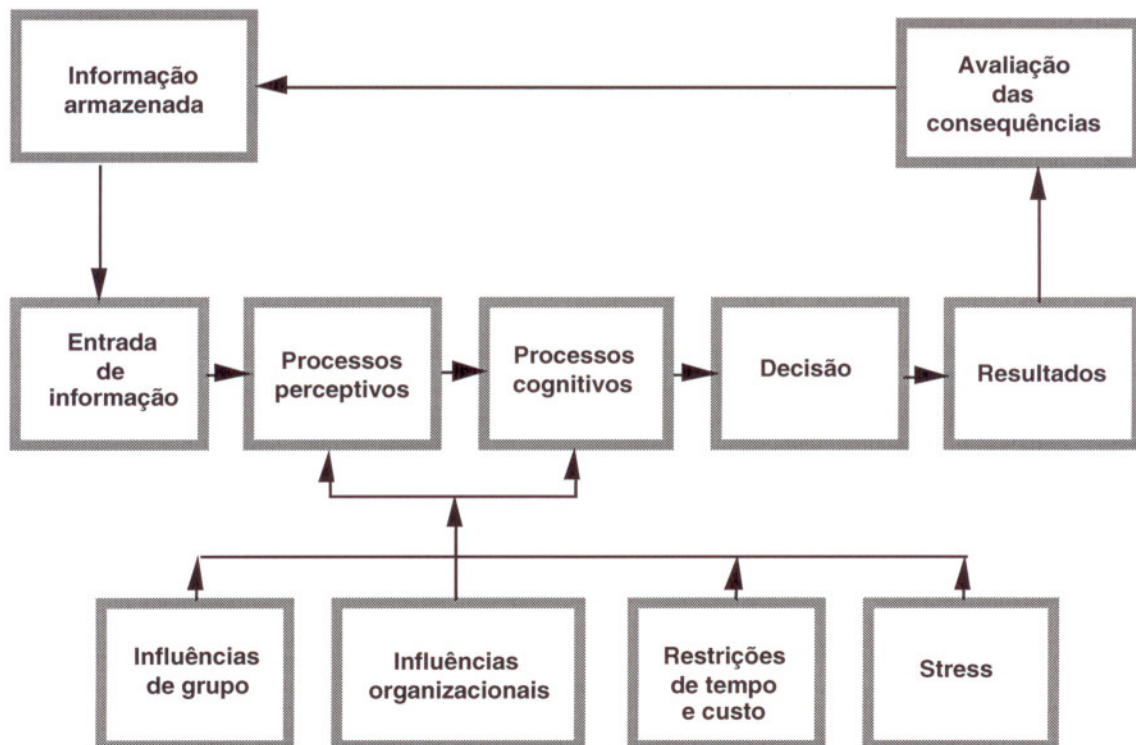 Informação
armazenada
Avaliação
das
consequências
Entrada
de
informação
Processos
perceptivos
Processos
cognitivos
Decisão
Resultados
Influências
de grupo
Influências
organizacionais
Restrições
de tempo
e custo
Stress